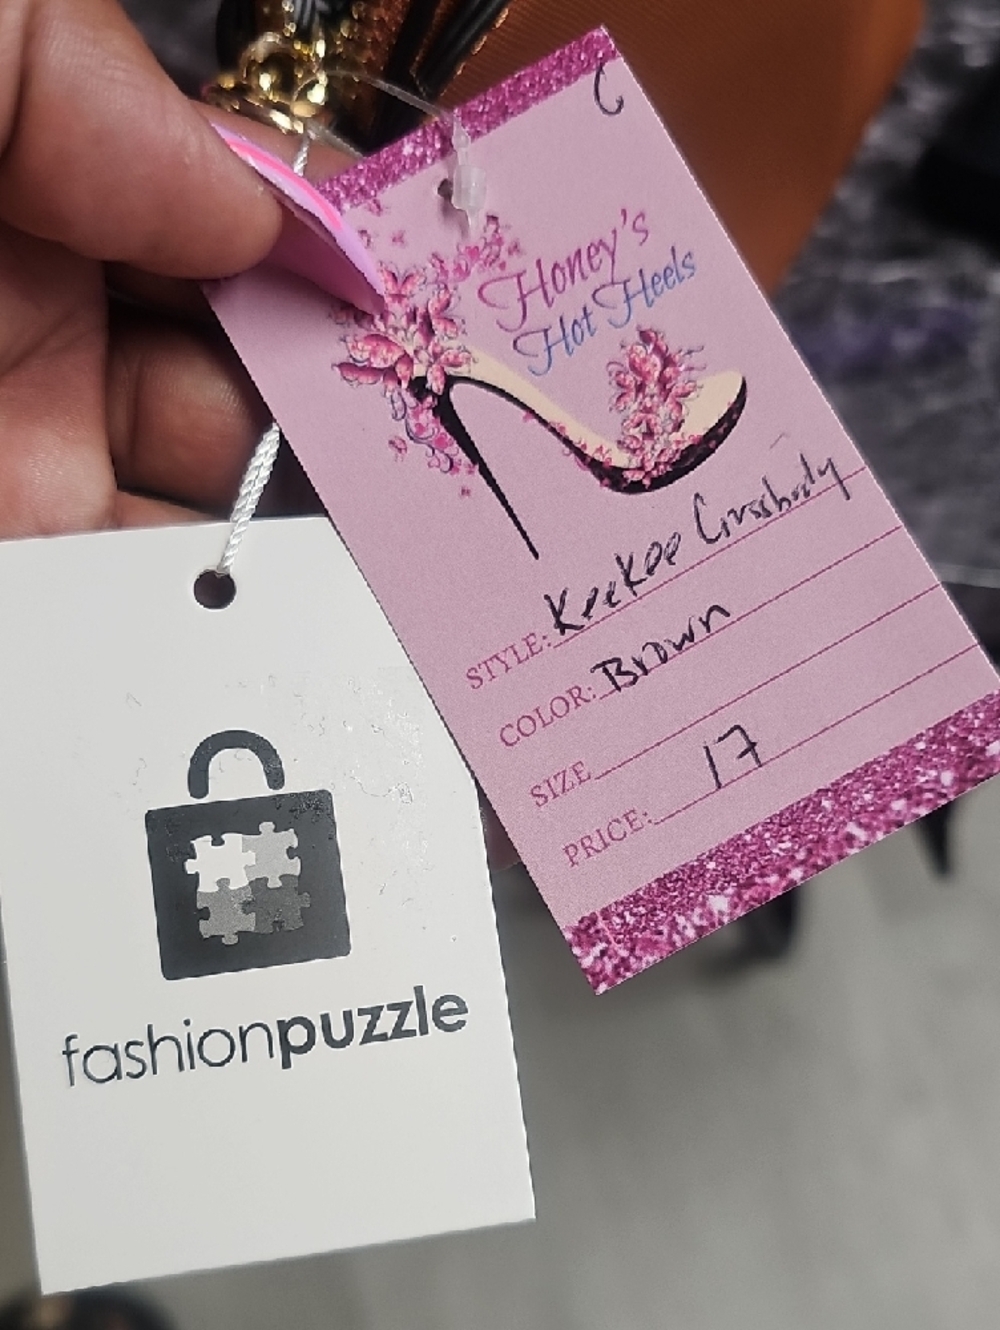 C
Honey's
Hot Heels
STYLE: KeeKee Crossbody
COLOR: Brown
SIZE
PRICE: 17
fashionpuzzle